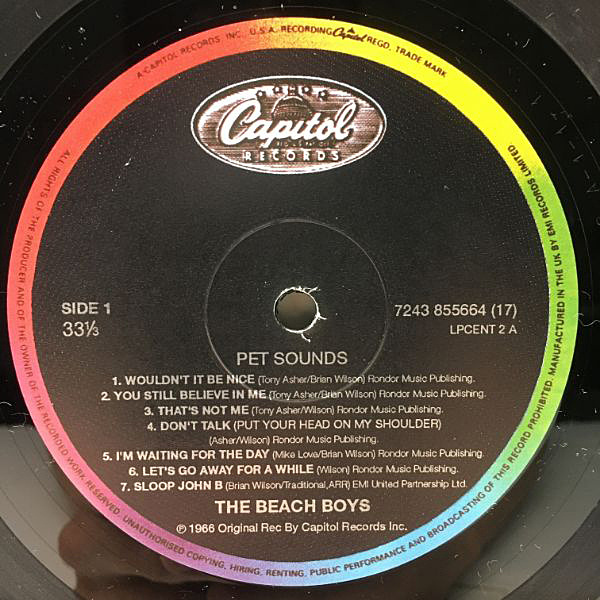 A CAPITOL RECORDS, INC. U.S.A. RECORDING Capitol REGD. TRADE MARK
Capitol
RECORDS
SIDE 1
33⅓
7243 855664 (17)
LPCENT 2 A
PET SOUNDS
1. WOULDN'T IT BE NICE (Tony Asher/Brian Wilson) Rondor Music Publishing.
2. YOU STILL BELIEVE IN ME (Tony Asher/Brian Wilson) Rondor Music Publishing.
3. THAT'S NOT ME (Tony Asher/Brian Wilson) Rondor Music Publishing.
4. DON'T TALK (PUT YOUR HEAD ON MY SHOULDER)
(Asher/Wilson) Rondor Music Publishing.
5. I'M WAITING FOR THE DAY (Mike Love/Brian Wilson) Rondor Music Publishing.
6. LET'S GO AWAY FOR A WHILE (Wilson) Rondor Music Publishing.
7. SLOOP JOHN B (Brian Wilson/Traditional,ARR) EMI United Partnership Ltd.
THE BEACH BOYS
℗ 1966 Original Rec By Capitol Records Inc.
ALL RIGHTS OF THE PRODUCER AND OF THE OWNER OF THE RECORDED WORK RESERVED. UNAUTHORISED COPYING, HIRING, RENTING, PUBLIC PERFORMANCE AND BROADCASTING OF THIS RECORD PROHIBITED. MANUFACTURED IN THE UK BY EMI RECORDS LIMITED